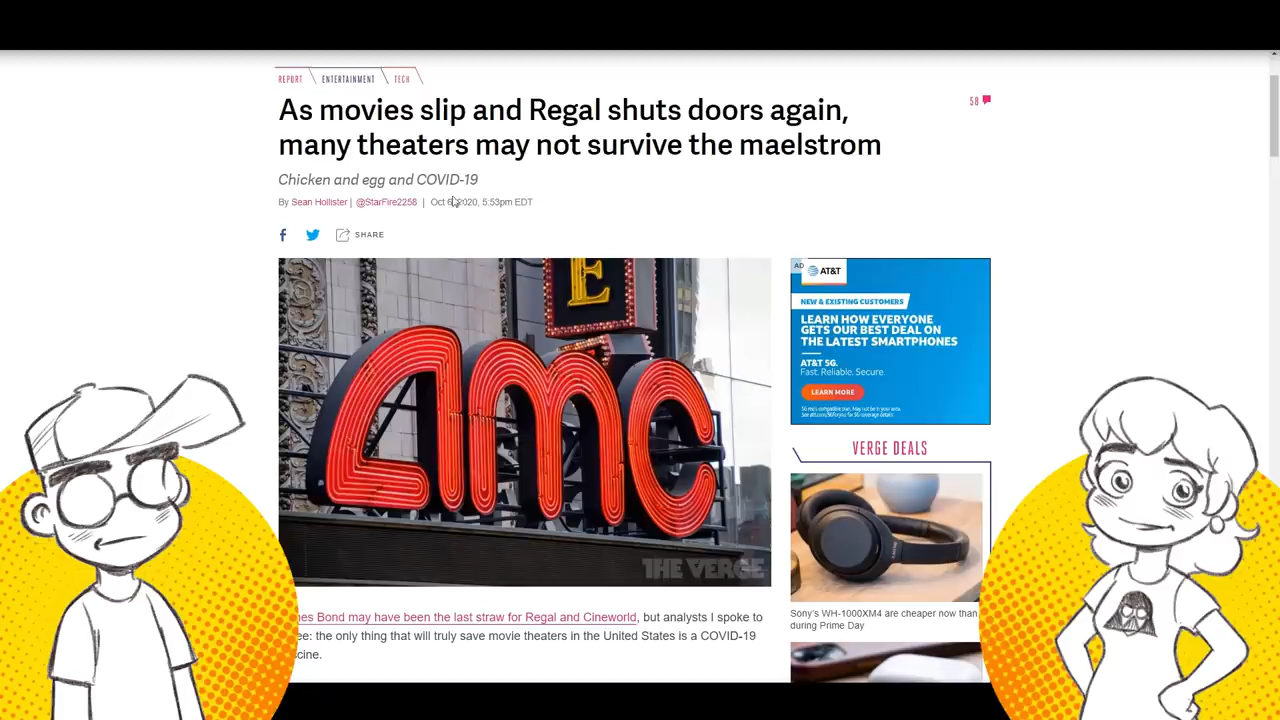 REPORT ENTERTAINMENT TECH
As movies slip and Regal shuts doors again,
many theaters may not survive the maelstrom
58
Chicken and egg and COVID-19
By Sean Hollister | @StarFire2258 | Oct 6, 2020, 5:53pm EDT
SHARE
E
amc
THE VERGE
AD
AT&T
NEW & EXISTING CUSTOMERS
LEARN HOW EVERYONE
GETS OUR BEST DEAL ON
THE LATEST SMARTPHONES
AT&T 5G.
Fast. Reliable. Secure.
LEARN MORE
VERGE DEALS
Sony's WH-1000XM4 are cheaper now than
during Prime Day
es Bond may have been the last straw for Regal and Cineworld, but analysts I spoke to
ee: the only thing that will truly save movie theaters in the United States is a COVID-19
cine.